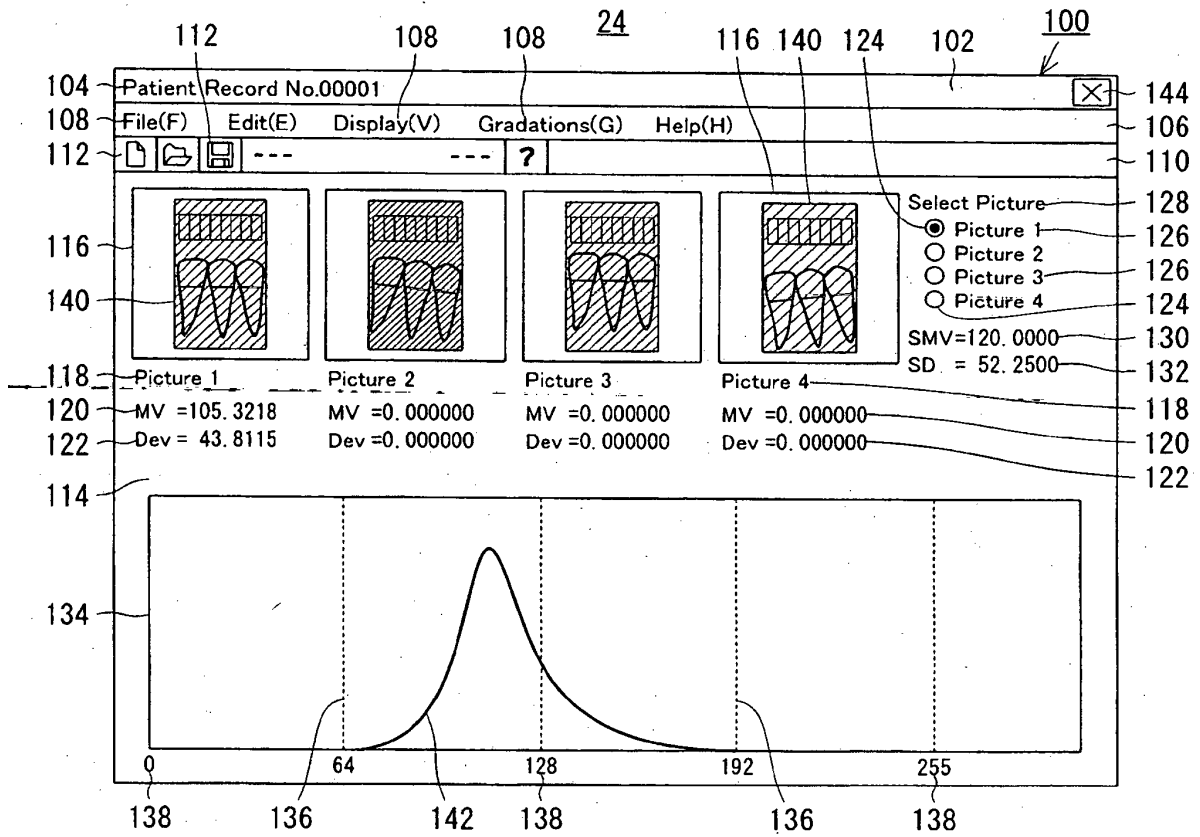 24
112 108 108 116 140 124 102 100
104 Patient Record No.00001 144
108 File(F) Edit(E) Display(V) Gradations(G) Help(H) 106
112 --- --- ? 110
Select Picture 128
116 Picture 1 126
Picture 2
Picture 3 126
140 Picture 4 124
SMV=120.0000 130
SD = 52.2500 132
118 Picture 1 Picture 2 Picture 3 Picture 4 118
120 MV =105.3218 MV =0.000000 MV =0.000000 MV =0.000000 120
122 Dev = 43.8115 Dev =0.000000 Dev =0.000000 Dev =0.000000 122
114
134
0 64 128 192 255
138 136 142 138 136 138